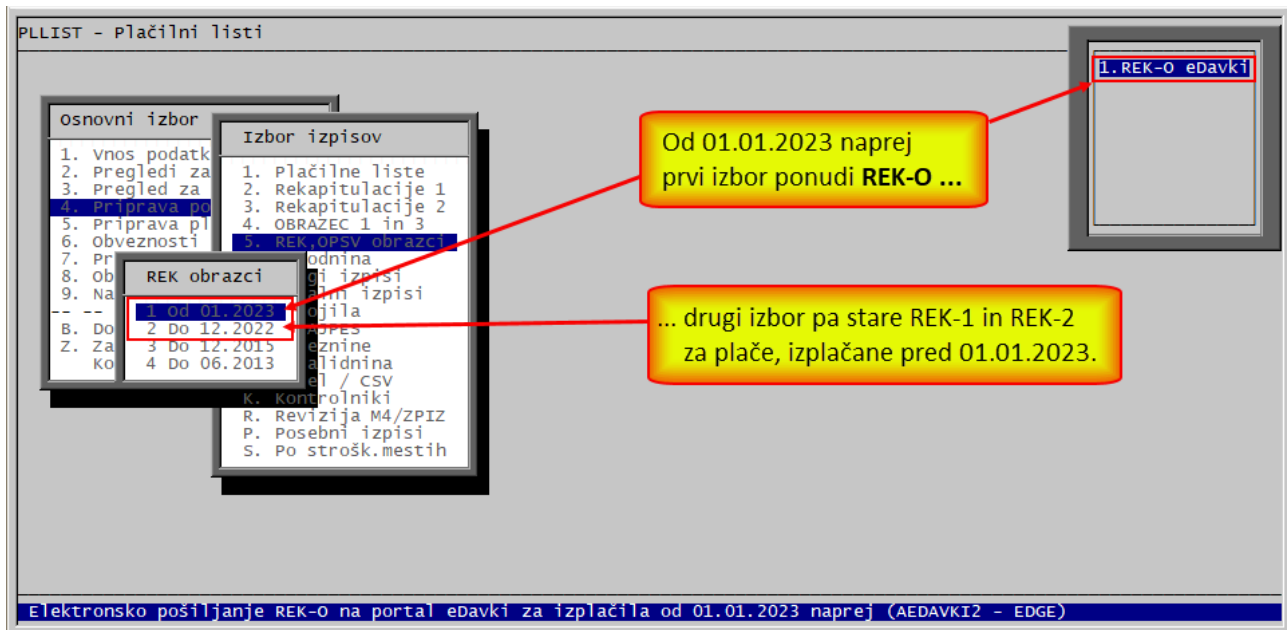 PLLIST - Plačilni listi
1.REK-O eDavki
Osnovni izbor
1. Vnos podatk
2. Pregledi za
3. Pregled za
4. Priprava po
5. Priprava pl
6. Obveznosti
7. Pr
8. Ob
9. Na
-- --
B. Do
Z. Za
Ko
Izbor izpisov
1. Plačilne liste
2. Rekapitulacije 1
3. Rekapitulacije 2
4. OBRAZEC 1 in 3
5. REK,OPSV obrazci
odnina
gi izpisi
lni izpisi
ojila
AJPES
eznine
alidnina
el / CSV
K. Kontrolniki
R. Revizija M4/ZPIZ
P. Posebni izpisi
S. Po strošk.mestih
REK obrazci
1 Od 01.2023
2 Do 12.2022
3 Do 12.2015
4 Do 06.2013
Od 01.01.2023 naprej
prvi izbor ponudi REK-O ...
... drugi izbor pa stare REK-1 in REK-2
za plače, izplačane pred 01.01.2023.
Elektronsko pošiljanje REK-O na portal eDavki za izplačila od 01.01.2023 naprej (AEDAVKI2 - EDGE)